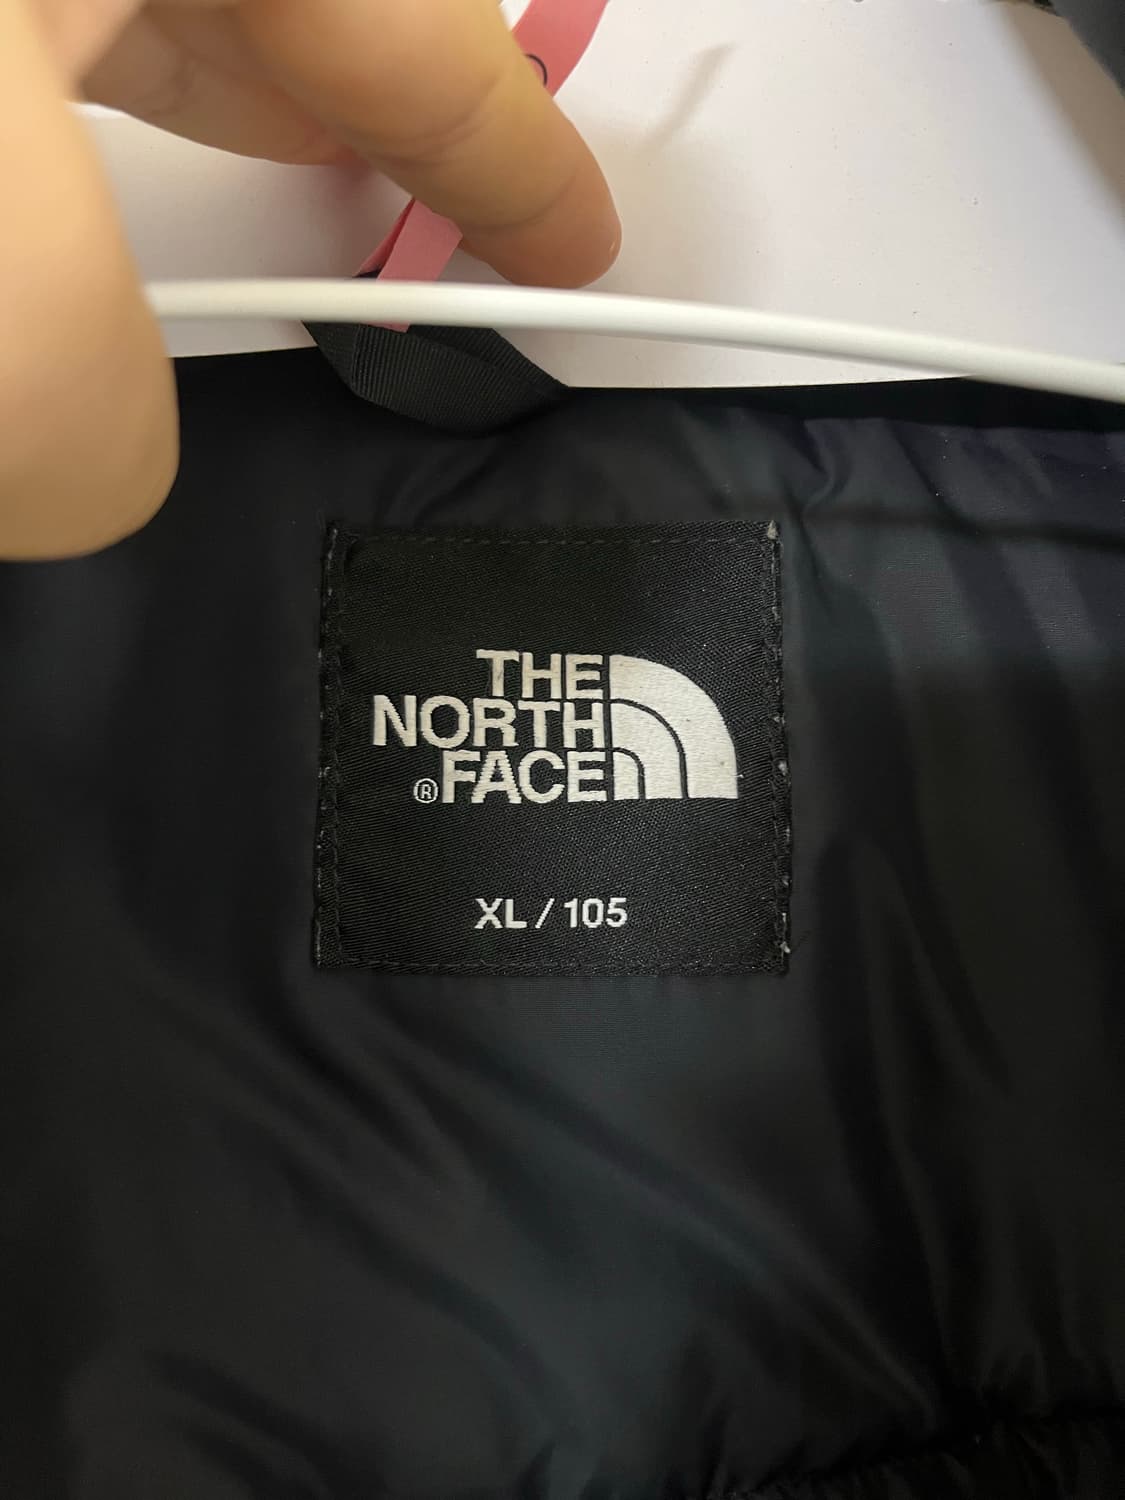 THE
NORTH
®FACE
XL / 105